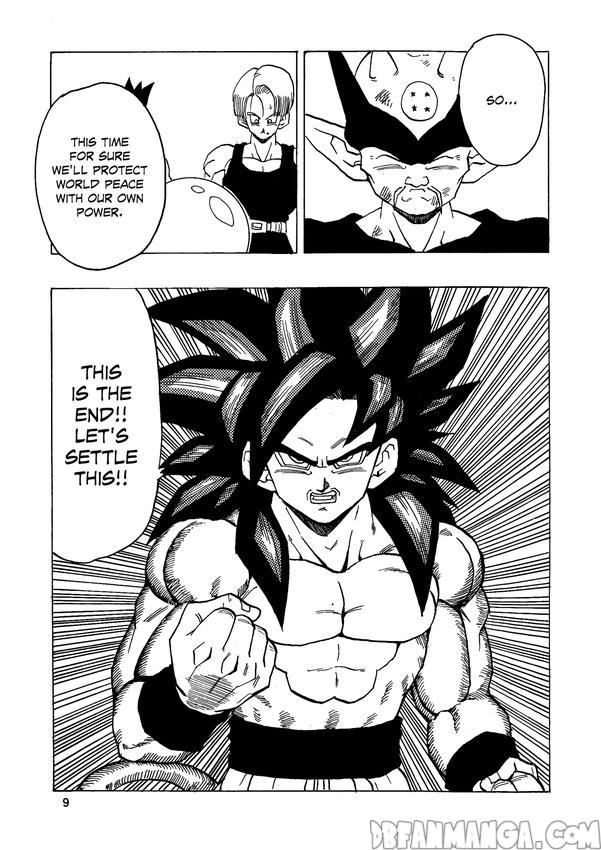 SO...
THIS TIME
FOR SURE
WE'LL PROTECT
WORLD PEACE
WITH OUR OWN
POWER.
THIS
IS THE
END!!
LET'S
SETTLE
THIS!!
9
DBFANMANGA.COM